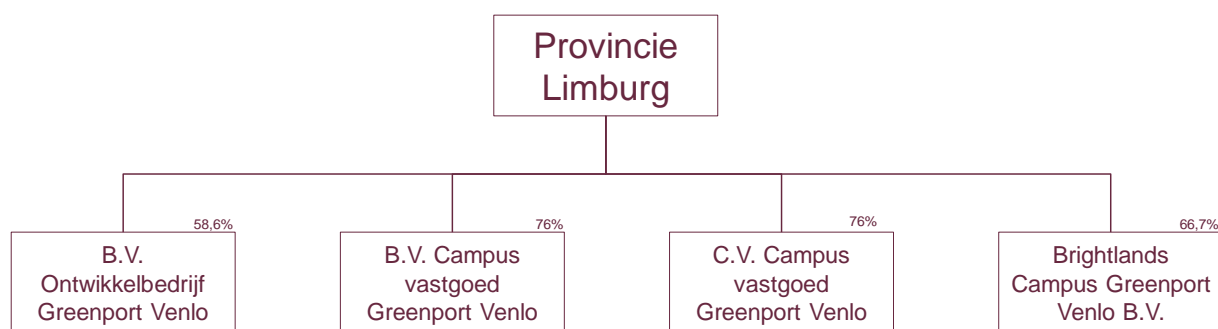 Provincie
Limburg
58,6%
76%
76%
66,7%
B.V.
Ontwikkelbedrijf
Greenport Venlo
B.V. Campus
vastgoed
Greenport Venlo
C.V. Campus
vastgoed
Greenport Venlo
Brightlands
Campus Greenport
Venlo B.V.